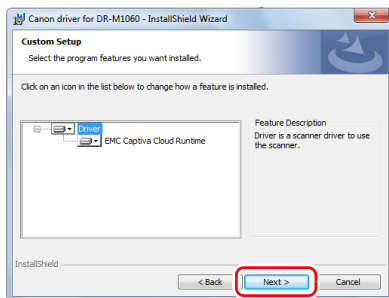 Canon driver for DR-M1060 - InstallShield Wizard
Custom Setup
Select the program features you want installed.
Click on an icon in the list below to change how a feature is installed.
Driver
EMC Captiva Cloud Runtime
Feature Description
Driver is a scanner driver to use
the scanner.
InstallShield
< Back
Next >
Cancel